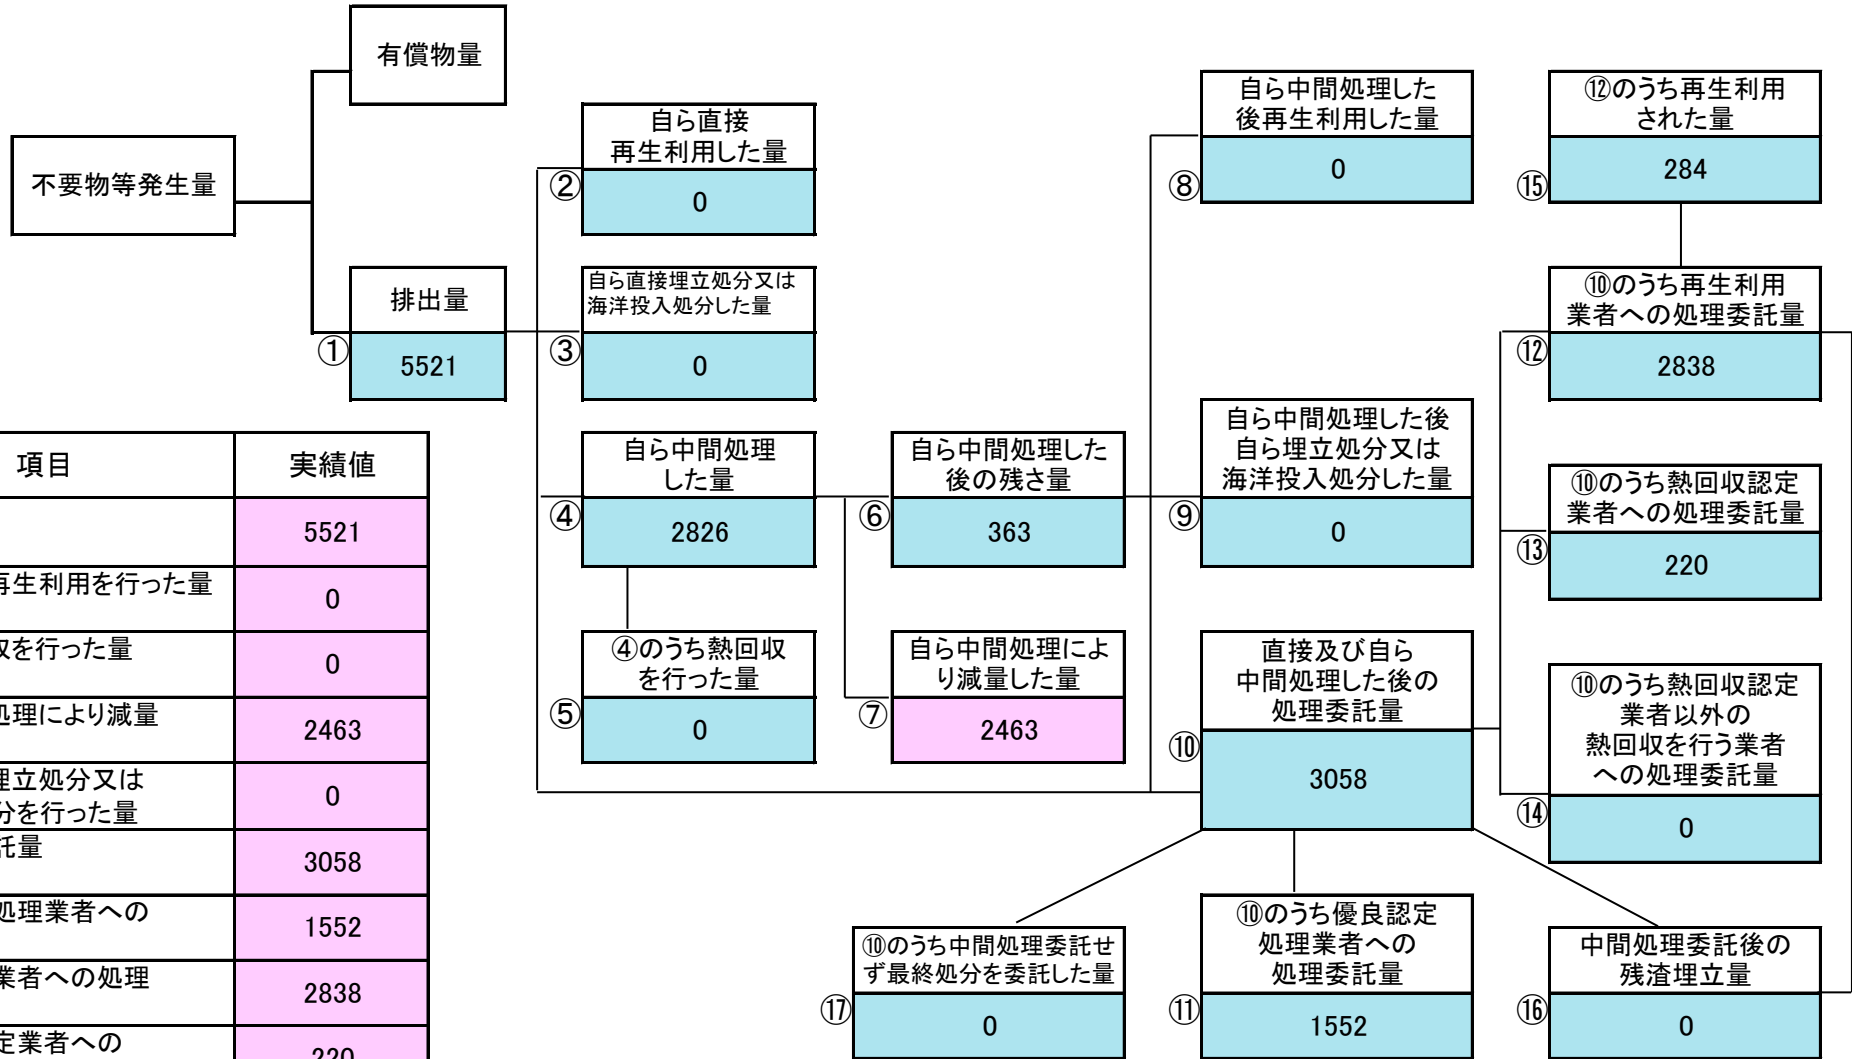 有償物量
不要物等発生量
排出量
①
5521
自ら直接
再生利用した量
②
0
自ら直接埋立処分又は
海洋投入処分した量
③
0
自ら中間処理
した量
④
2826
④のうち熱回収
を行った量
⑤
0
自ら中間処理した
後の残さ量
⑥
363
自ら中間処理によ
り減量した量
⑦
2463
自ら中間処理した
後再生利用した量
⑧
0
自ら中間処理した後
自ら埋立処分又は
海洋投入処分した量
⑨
0
直接及び自ら
中間処理した後の
処理委託量
⑩
3058
⑩のうち優良認定
処理業者への
処理委託量
⑪
1552
⑫のうち再生利用
された量
⑮
284
⑩のうち再生利用
業者への処理委託量
⑫
2838
⑩のうち熱回収認定
業者への処理委託量
⑬
220
⑩のうち熱回収認定
業者以外の
熱回収を行う業者
への処理委託量
⑭
0
中間処理委託後の
残渣埋立量
⑯
0
⑩のうち中間処理委託せ
ず最終処分を委託した量
⑰
0
項目 実績値
5521
再生利用を行った量
0
を行った量
0
処理により減量
2463
埋立処分又は
分を行った量
0
託量
3058
処理業者への
1552
業者への処理
2838
定業者への
220